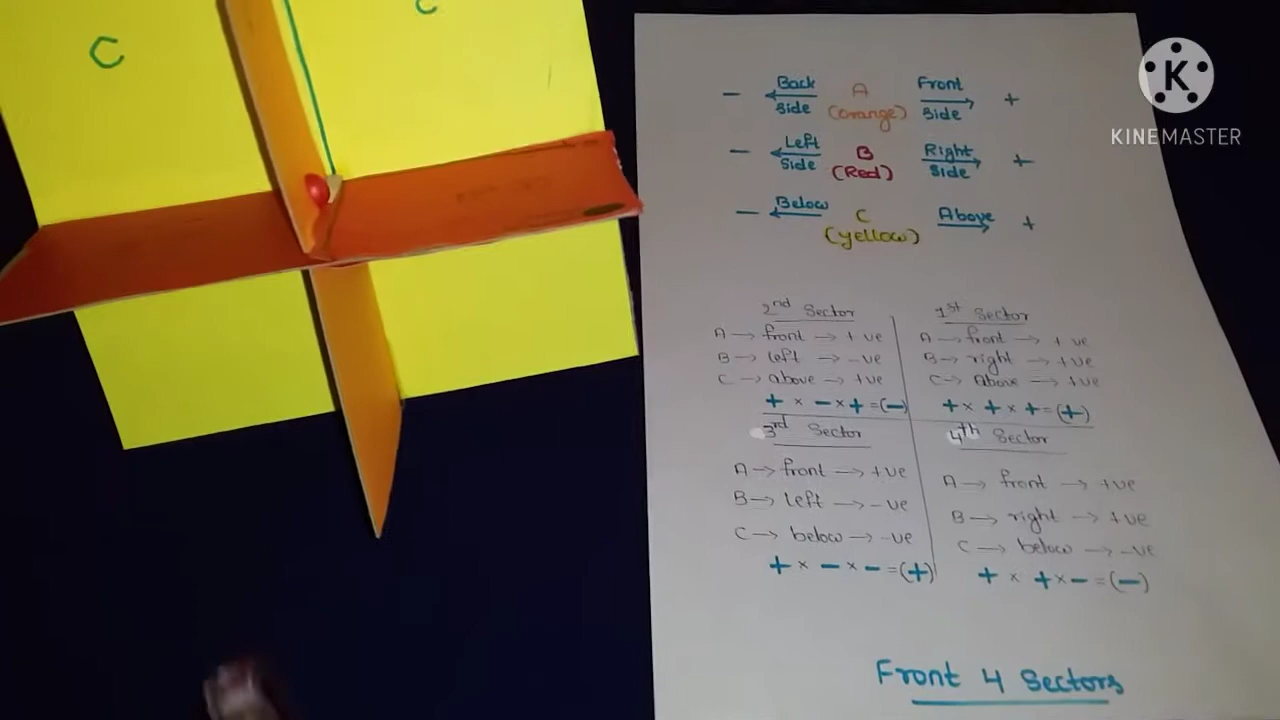 C
C
- Back A Front +
side (orange) side
- Left B Right +
Side (Red) Side
- Below C Above +
(yellow)
2nd Sector
A → front → + ve
B → left → -ve
C → above → +ve
+ × - × + = (-)
1st Sector
A → front → + ve
B → right → +ve
C → Above → +ve
+ × + × + = (+)
3rd Sector
A → front → +ve
B → left → -ve
C → below → -ve
+ × - × - = (+)
4th Sector
A → front → +ve
B → right → +ve
C → below → -ve
+ × + × - = (-)
Front 4 Sectors
K
KINEMASTER